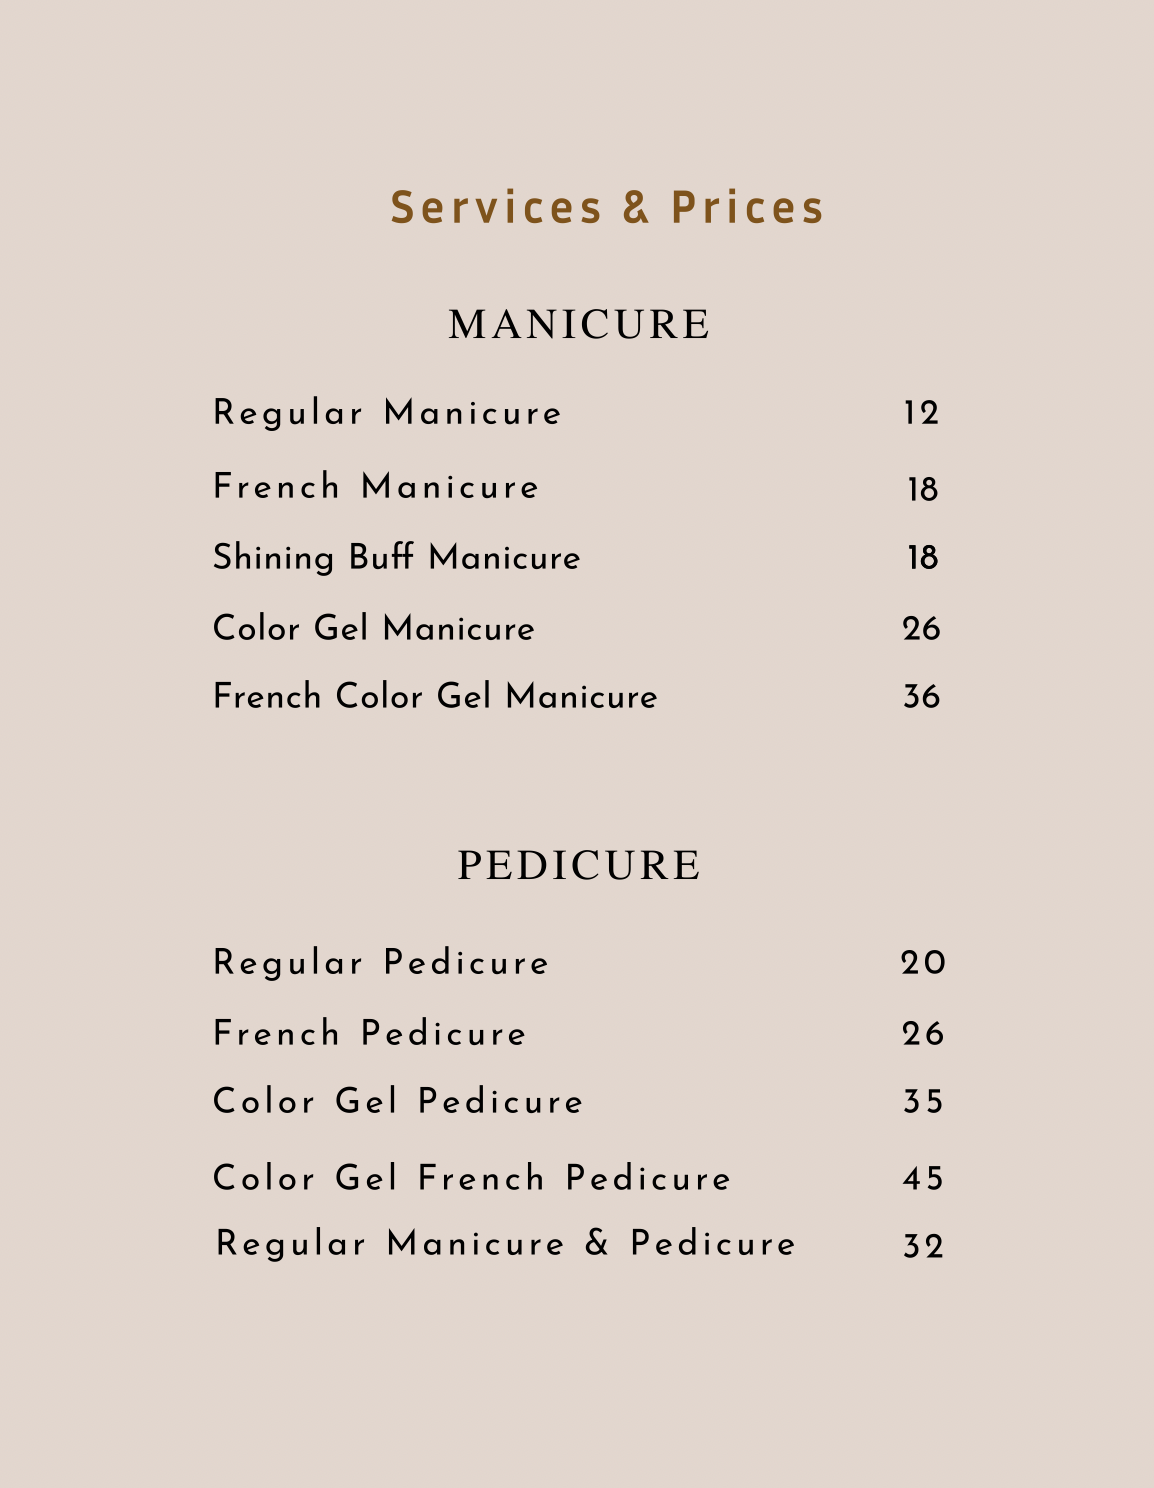 Services & Prices
MANICURE
Regular Manicure 12
French Manicure 18
Shining Buff Manicure 18
Color Gel Manicure 26
French Color Gel Manicure 36
PEDICURE
Regular Pedicure 20
French Pedicure 26
Color Gel Pedicure 35
Color Gel French Pedicure 45
Regular Manicure & Pedicure 32